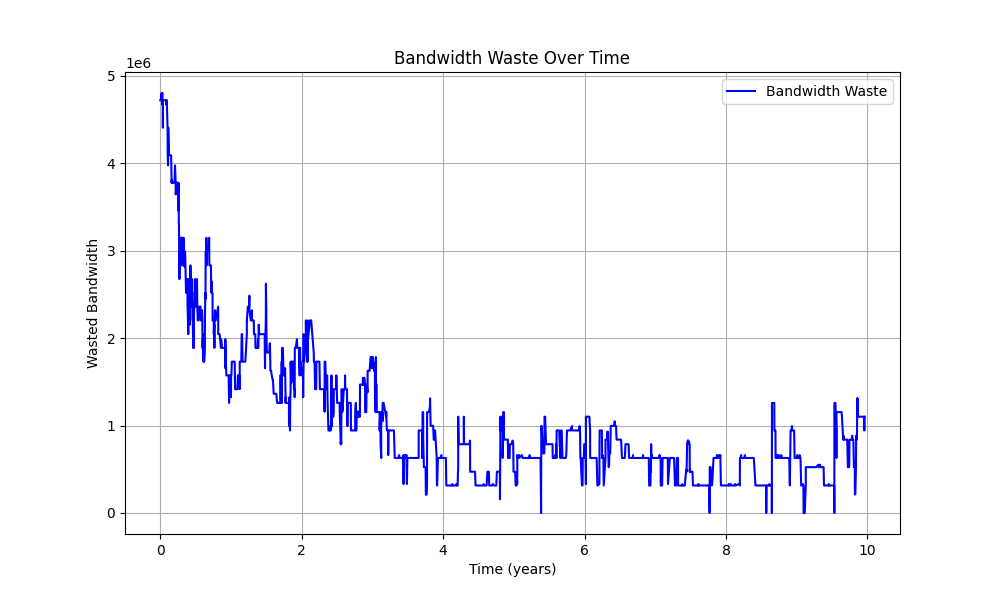 Bandwidth Waste Over Time
1e6
Bandwidth Waste
5
4
3
2
1
0
Wasted Bandwidth
0 2 4 6 8 10
Time (years)